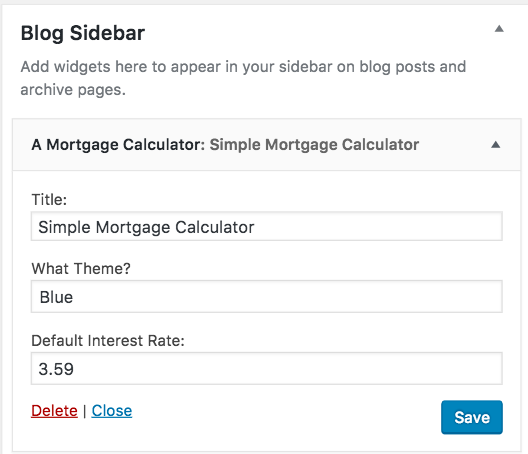 Blog Sidebar
Add widgets here to appear in your sidebar on blog posts and
archive pages.
A Mortgage Calculator: Simple Mortgage Calculator
Title:
Simple Mortgage Calculator
What Theme?
Blue
Default Interest Rate:
3.59
Delete | Close
Save